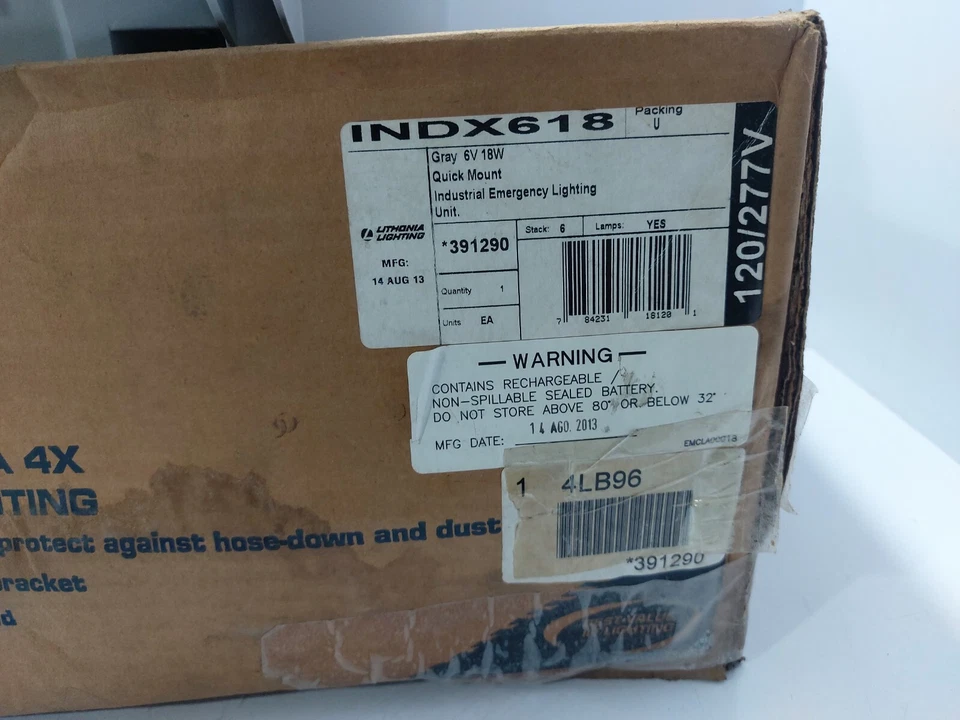 INDX618
Packing
U
Gray 6V 18W
Quick Mount
Industrial Emergency Lighting
Unit.
LITHONIA
LIGHTING
MFG:
14 AUG 13
*391290
Stack: 6 Lamps: YES
Quantity 1
Units EA
7 84231 18120 1
120/277V
WARNING
CONTAINS RECHARGEABLE /
NON-SPILLABLE SEALED BATTERY.
DO NOT STORE ABOVE 80° OR BELOW 32°
MFG DATE: 14 AGO. 2013
EMCLA00018
1 4LB96
*391290
A 4X
TING
protect against hose-down and dust
bracket
d
LIGHTING